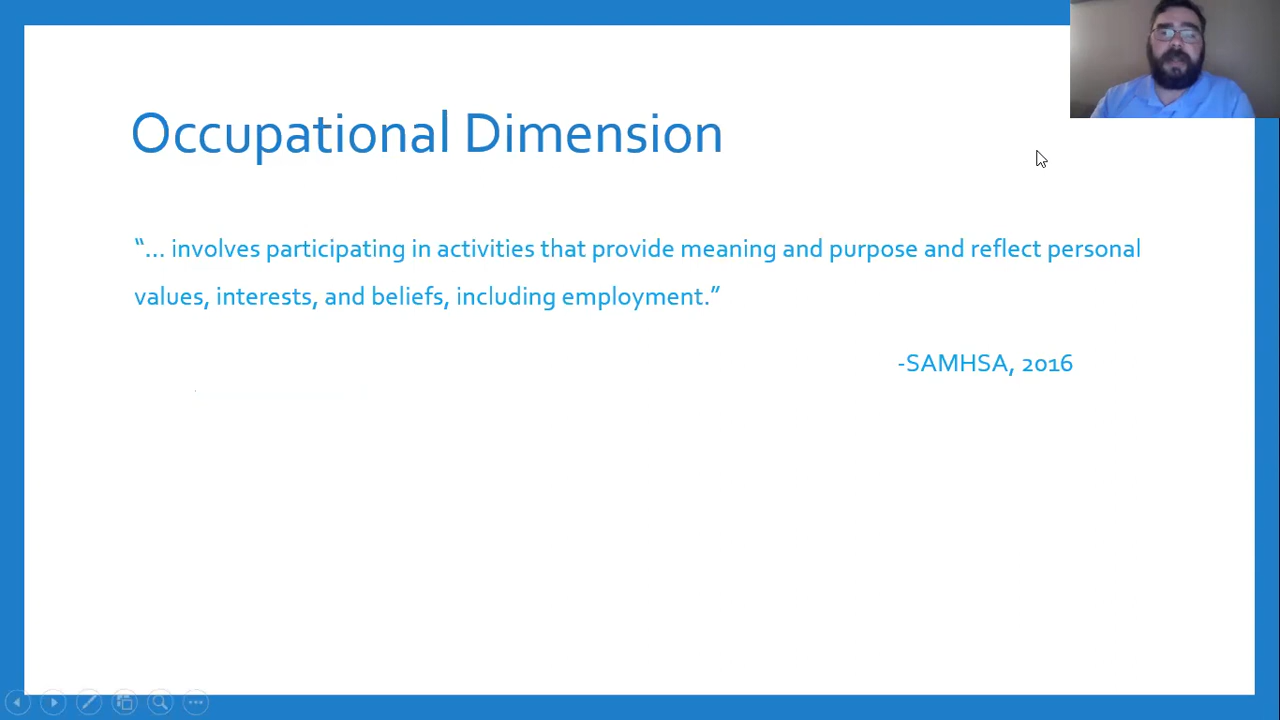 Occupational Dimension
“... involves participating in activities that provide meaning and purpose and reflect personal
values, interests, and beliefs, including employment.”
-SAMHSA, 2016